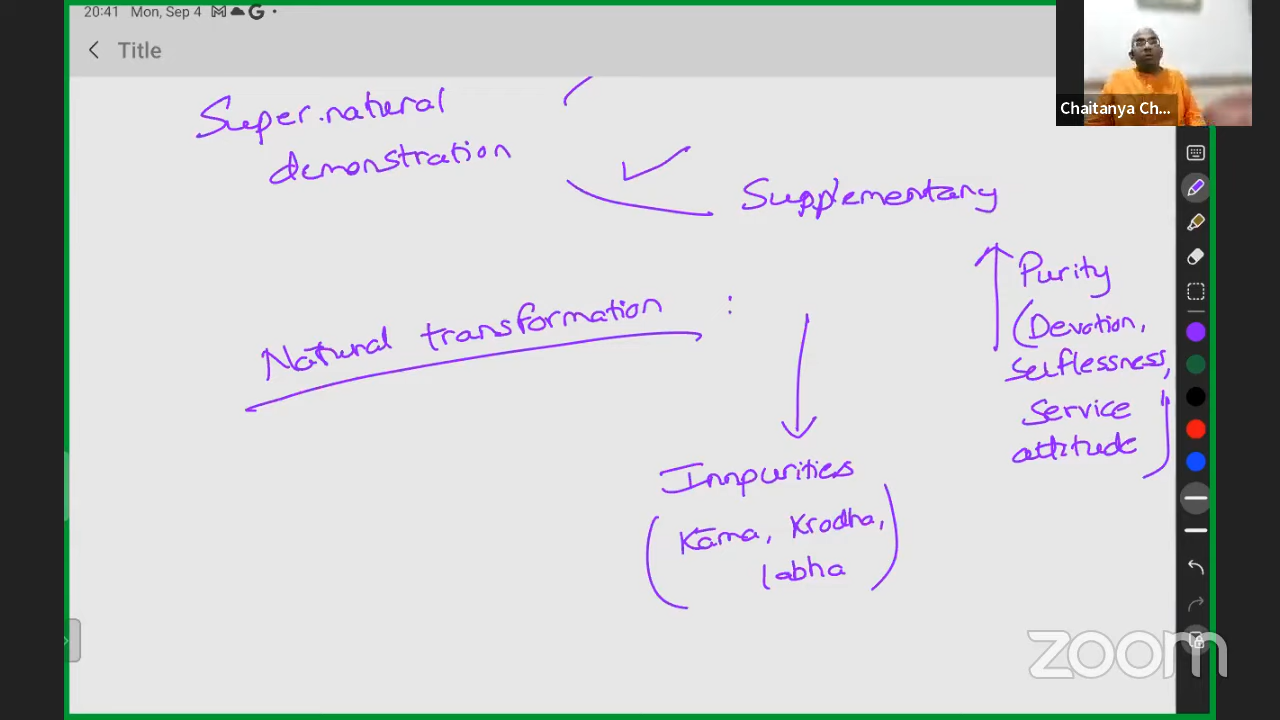 20:41 Mon, Sep 4 M G •
Title
Chaitanya Ch...
Super.natural
demonstration
Supplementary
Purity
(Devotion,
Selflessness,
Service
attitude)
Natural transformation :
Impurities
(Kama, Krodha,
labha)
zoom